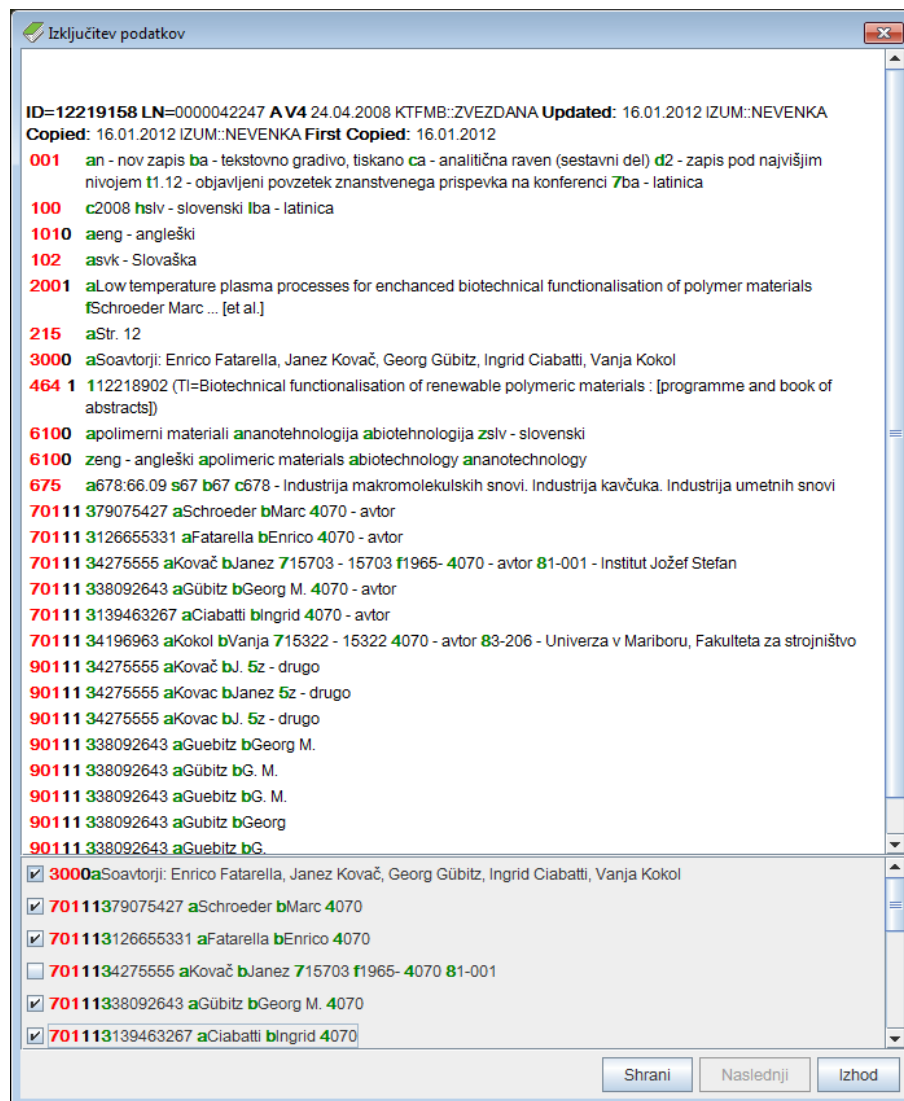 Izključitev podatkov
ID=12219158 LN=0000042247 A V4 24.04.2008 KTFMB::ZVEZDANA Updated: 16.01.2012 IZUM::NEVENKA
Copied: 16.01.2012 IZUM::NEVENKA First Copied: 16.01.2012
001 an - nov zapis ba - tekstovno gradivo, tiskano ca - analitična raven (sestavni del) d2 - zapis pod najvišjim
nivojem t1.12 - objavljeni povzetek znanstvenega prispevka na konferenci 7ba - latinica
100 c2008 hslv - slovenski lba - latinica
1010 aeng - angleški
102 asvk - Slovaška
2001 aLow temperature plasma processes for enchanced biotechnical functionalisation of polymer materials
fSchroeder Marc ... [et al.]
215 aStr. 12
3000 aSoavtorji: Enrico Fatarella, Janez Kovač, Georg Gübitz, Ingrid Ciabatti, Vanja Kokol
464 1 112218902 (TI=Biotechnical functionalisation of renewable polymeric materials : [programme and book of
abstracts])
6100 apolimerni materiali ananotehnologija abiotehnologija zslv - slovenski
6100 zeng - angleški apolimeric materials abiotechnology ananotechnology
675 a678:66.09 s67 b67 c678 - Industrija makromolekulskih snovi. Industrija kavčuka. Industrija umetnih snovi
70111 379075427 aSchroeder bMarc 4070 - avtor
70111 3126655331 aFatarella bEnrico 4070 - avtor
70111 34275555 aKovač bJanez 715703 - 15703 f1965- 4070 - avtor 81-001 - Institut Jožef Stefan
70111 338092643 aGübitz bGeorg M. 4070 - avtor
70111 3139463267 aCiabatti bIngrid 4070 - avtor
70111 34196963 aKokol bVanja 715322 - 15322 4070 - avtor 83-206 - Univerza v Mariboru, Fakulteta za strojništvo
90111 34275555 aKovač bJ. 5z - drugo
90111 34275555 aKovac bJanez 5z - drugo
90111 34275555 aKovac bJ. 5z - drugo
90111 338092643 aGuebitz bGeorg M.
90111 338092643 aGübitz bG. M.
90111 338092643 aGuebitz bG. M.
90111 338092643 aGubitz bGeorg
90111 338092643 aGuebitz bG.
3000aSoavtorji: Enrico Fatarella, Janez Kovač, Georg Gübitz, Ingrid Ciabatti, Vanja Kokol
70111379075427 aSchroeder bMarc 4070
701113126655331 aFatarella bEnrico 4070
7011134275555 aKovač bJanez 715703 f1965- 4070 81-001
70111338092643 aGübitz bGeorg M. 4070
701113139463267 aCiabatti bIngrid 4070
Shrani Naslednji Izhod